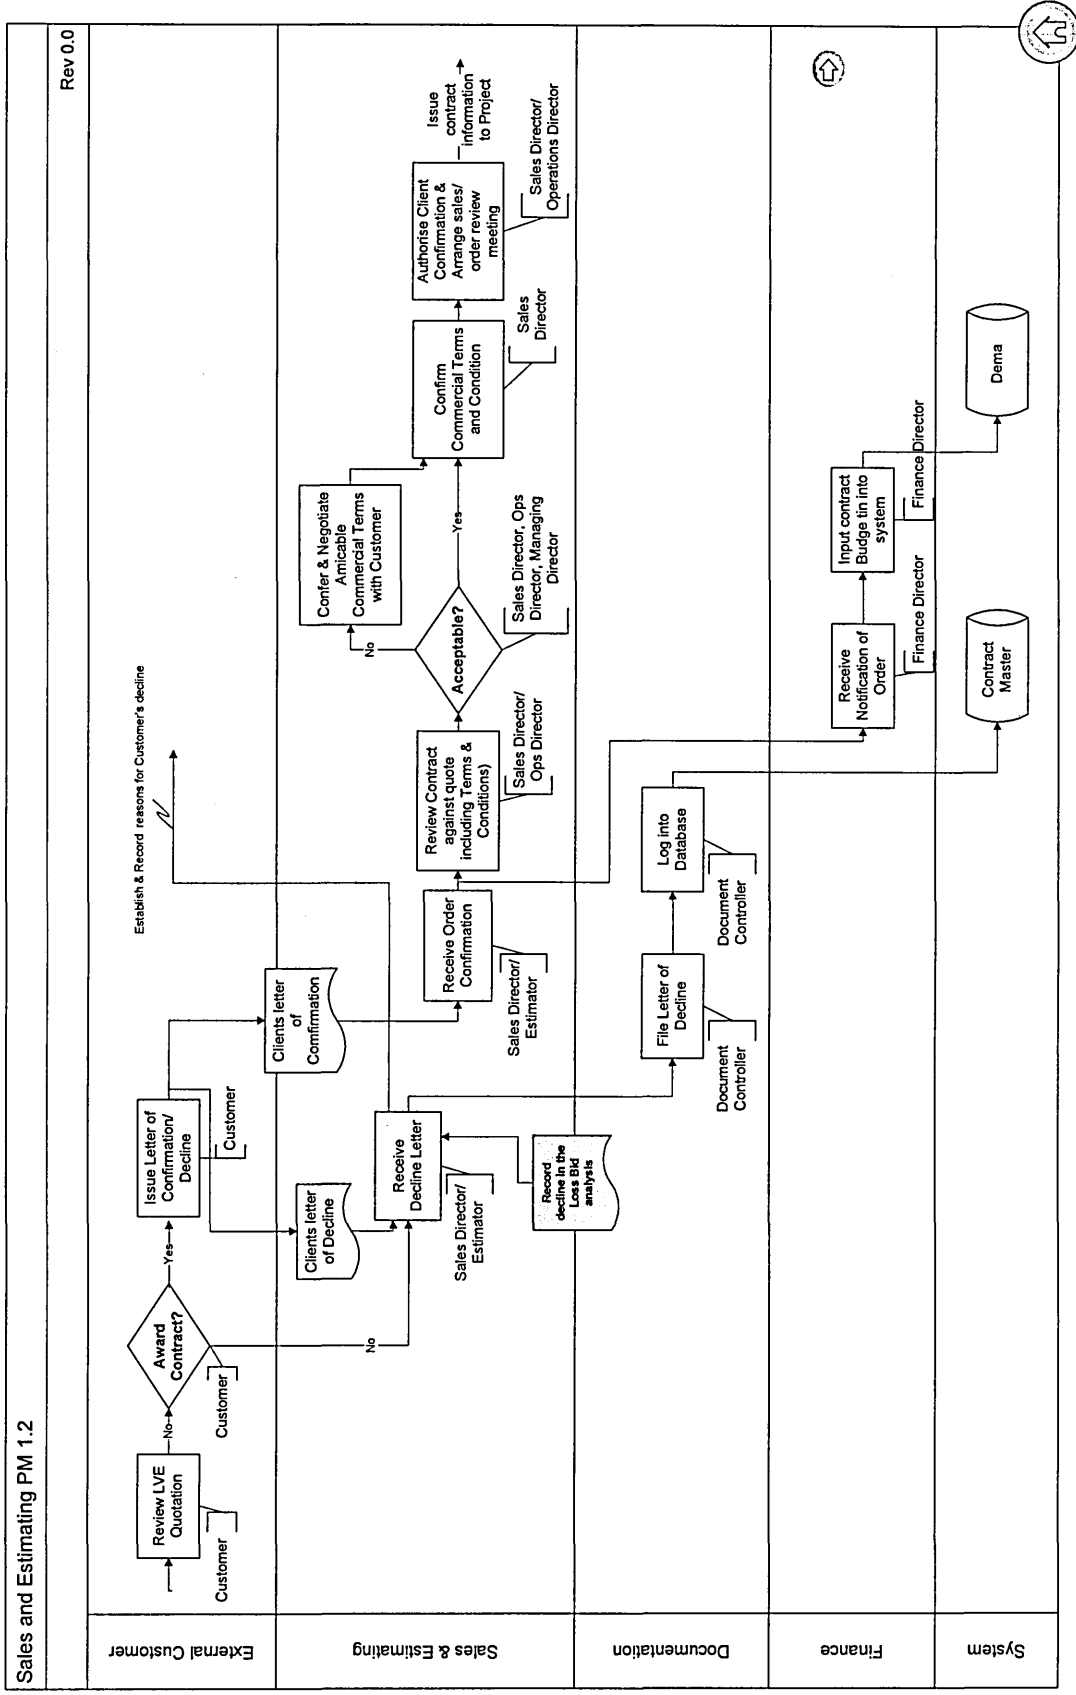 Sales and Estimating PM 1.2
Rev 0.0
External Customer
Review LVE
Quotation
Customer
No
Award
Contract?
Customer
Yes
Issue Letter of
Confirmation/
Decline
Customer
Establish & Record reasons for Customer's decline
Sales & Estimating
No
Clients letter
of Decline
Clients letter
of
Comfirmation
Receive
Decline Letter
Sales Director/
Estimator
Record
decline in the
Loss Bid
analysis
Receive Order
Confirmation
Sales Director/
Estimator
Review Contract
against quote
including Terms &
Conditions)
Sales Director/
Ops Director
Acceptable?
Sales Director, Ops
Director, Managing
Director
No
Yes
Confer & Negotiate
Amicable
Commercial Terms
with Customer
Confirm
Commercial Terms
and Condition
Sales
Director
Authorise Client
Confirmation &
Arrange sales/
order review
meeting
Sales Director/
Operations Director
Issue
contract
information
to Project
Documentation
File Letter of
Decline
Document
Controller
Log into
Database
Document
Controller
Finance
Receive
Notification of
Order
Finance Director
Input contract
Budge tin into
system
Finance Director
System
Contract
Master
Dema